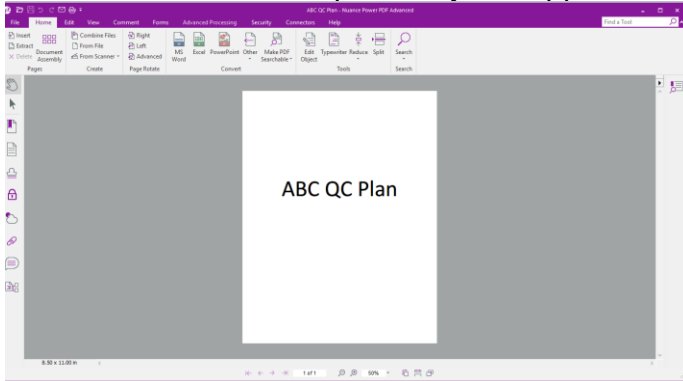 ABC QC Plan - Nuance Power PDF Advanced
File Home Edit View Comment Forms Advanced Processing Security Connectors Help
Find a Tool
Insert
Extract
Delete
Document Assembly
Pages
Combine Files
From File
From Scanner
Create
Right
Left
Advanced
Page Rotate
MS Word
Excel
PowerPoint
Other
Make PDF Searchable
Convert
Edit Object
Typewriter
Reduce
Split
Tools
Search
Search
ABC QC Plan
8.50 x 11.00 in
1 of 1
50%